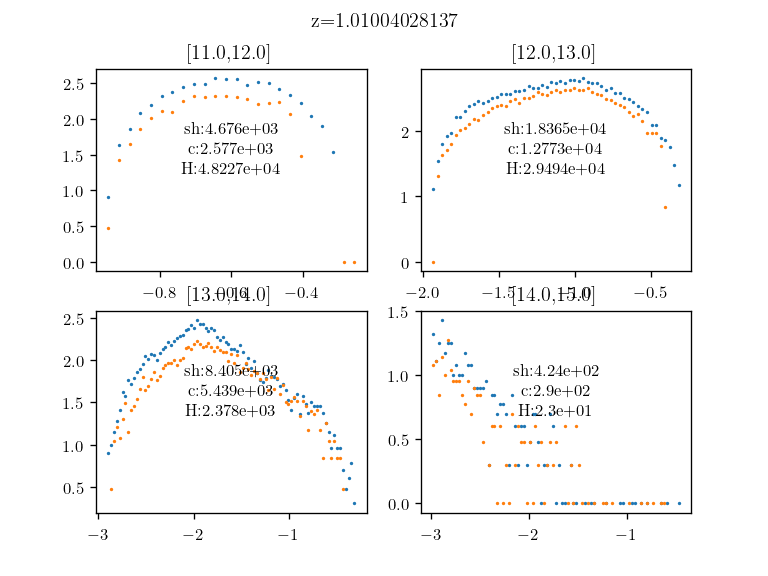 z=1.01004028137
[11.0,12.0]
[12.0,13.0]
2.5
2.0
1.5
1.0
0.5
0.0
sh:4.676e+03
c:2.577e+03
H:4.8227e+04
−0.8
−0.6
−0.4
2
1
0
sh:1.8365e+04
c:1.2773e+04
H:2.9494e+04
−2.0
−1.5
−1.0
−0.5
[13.0,14.0]
[14.0,15.0]
2.5
2.0
1.5
1.0
0.5
sh:8.405e+03
c:5.439e+03
H:2.378e+03
−3
−2
−1
1.5
1.0
0.5
0.0
sh:4.24e+02
c:2.9e+02
H:2.3e+01
−3
−2
−1